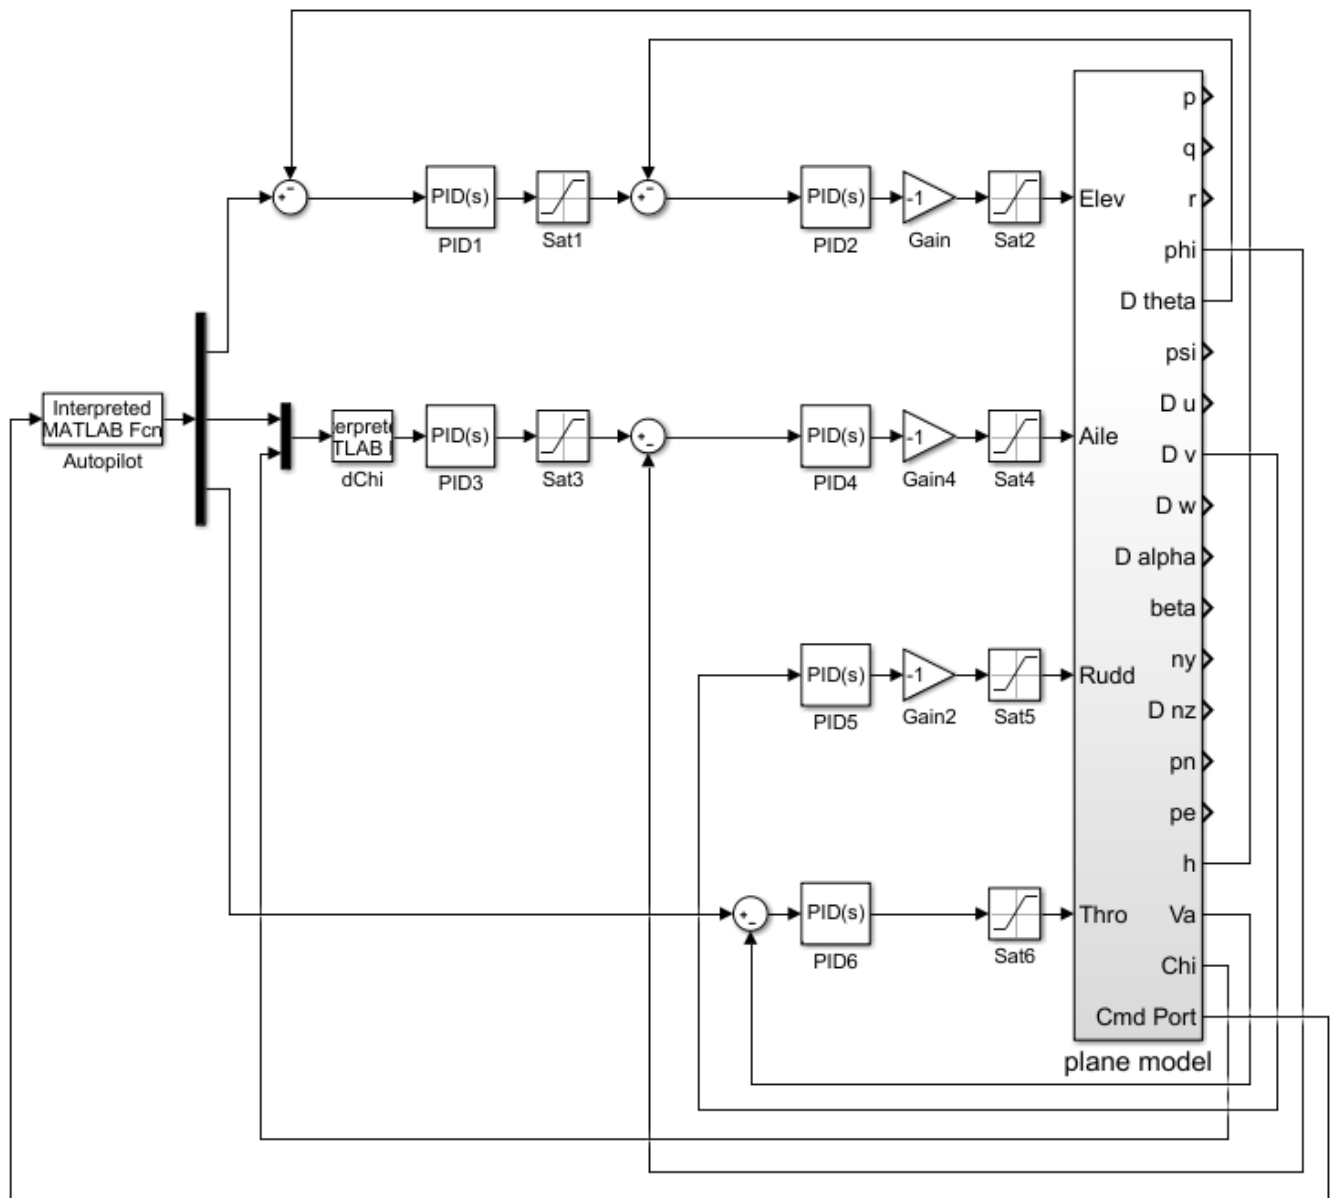 p
q
r
phi
D theta
psi
D u
D v
D w
D alpha
beta
ny
D nz
pn
pe
h
Va
Chi
Cmd Port
Elev
Aile
Rudd
Thro
plane model
+
-
PID(s)
PID1
Sat1
+
-
PID(s)
PID2
-1
Gain
Sat2
Interpreted
MATLAB Fcn
Autopilot
erprete
TLAB I
dChi
PID(s)
PID3
Sat3
+
-
PID(s)
PID4
-1
Gain4
Sat4
PID(s)
PID5
-1
Gain2
Sat5
+
-
PID(s)
PID6
Sat6